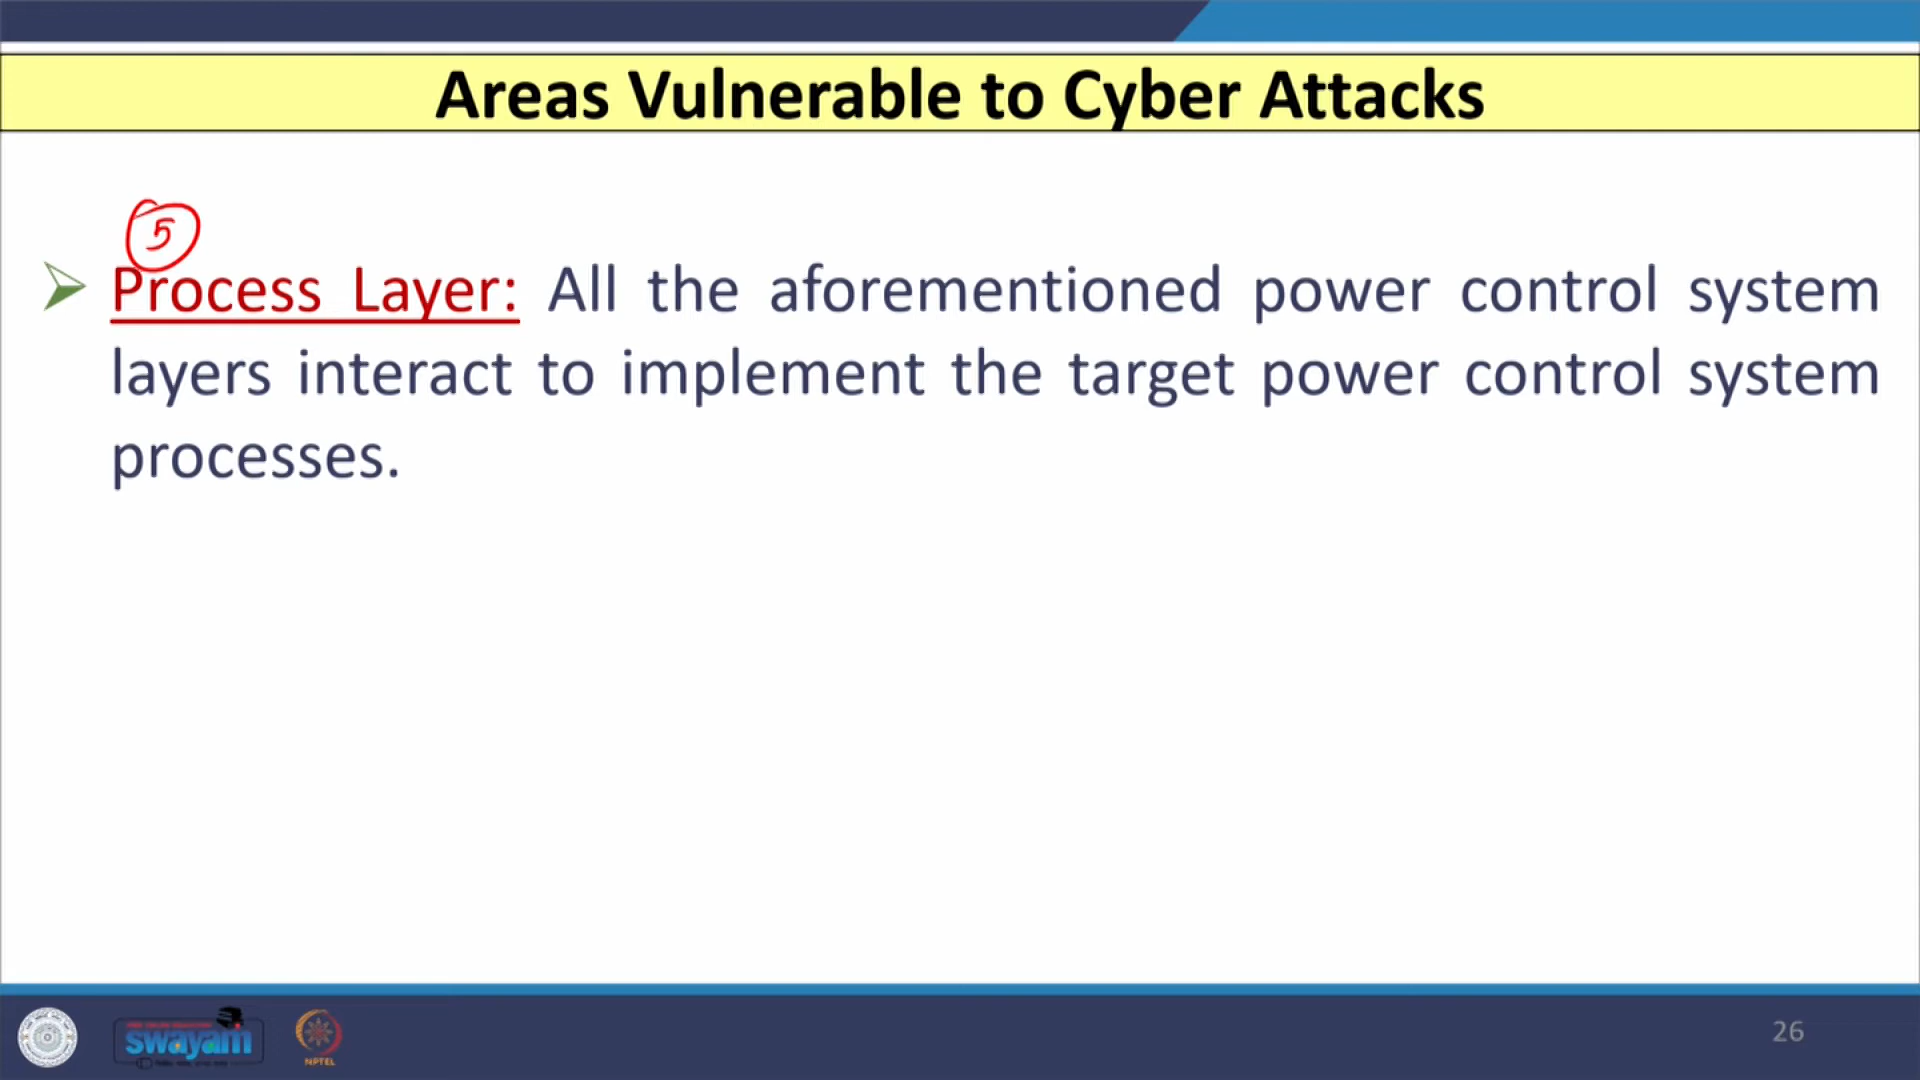 Areas Vulnerable to Cyber Attacks
5
Process Layer: All the aforementioned power control system
layers interact to implement the target power control system
processes.
swayam
NPTEL
26